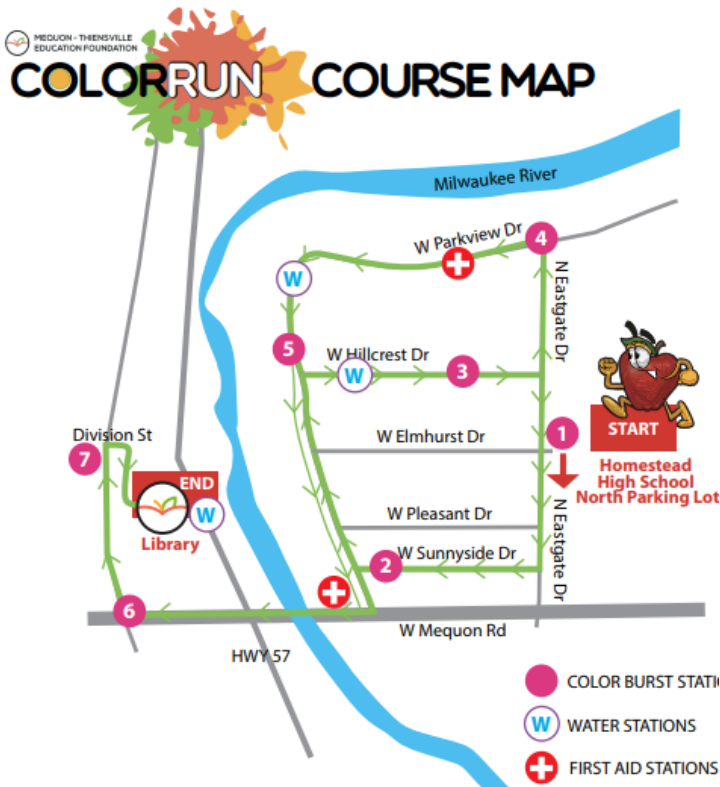 MEQUON - THIENSVILLE
EDUCATION FOUNDATION
COLORRUN COURSE MAP
Milwaukee River
W Parkview Dr
4
W
N Eastgate Dr
5
W Hillcrest Dr
W
3
START
1
Division St
W Elmhurst Dr
7
Homestead
High School
North Parking Lot
END
W
Library
W Pleasant Dr
N Eastgate Dr
W Sunnyside Dr
2
6
W Mequon Rd
HWY 57
COLOR BURST STATI
W WATER STATIONS
FIRST AID STATIONS